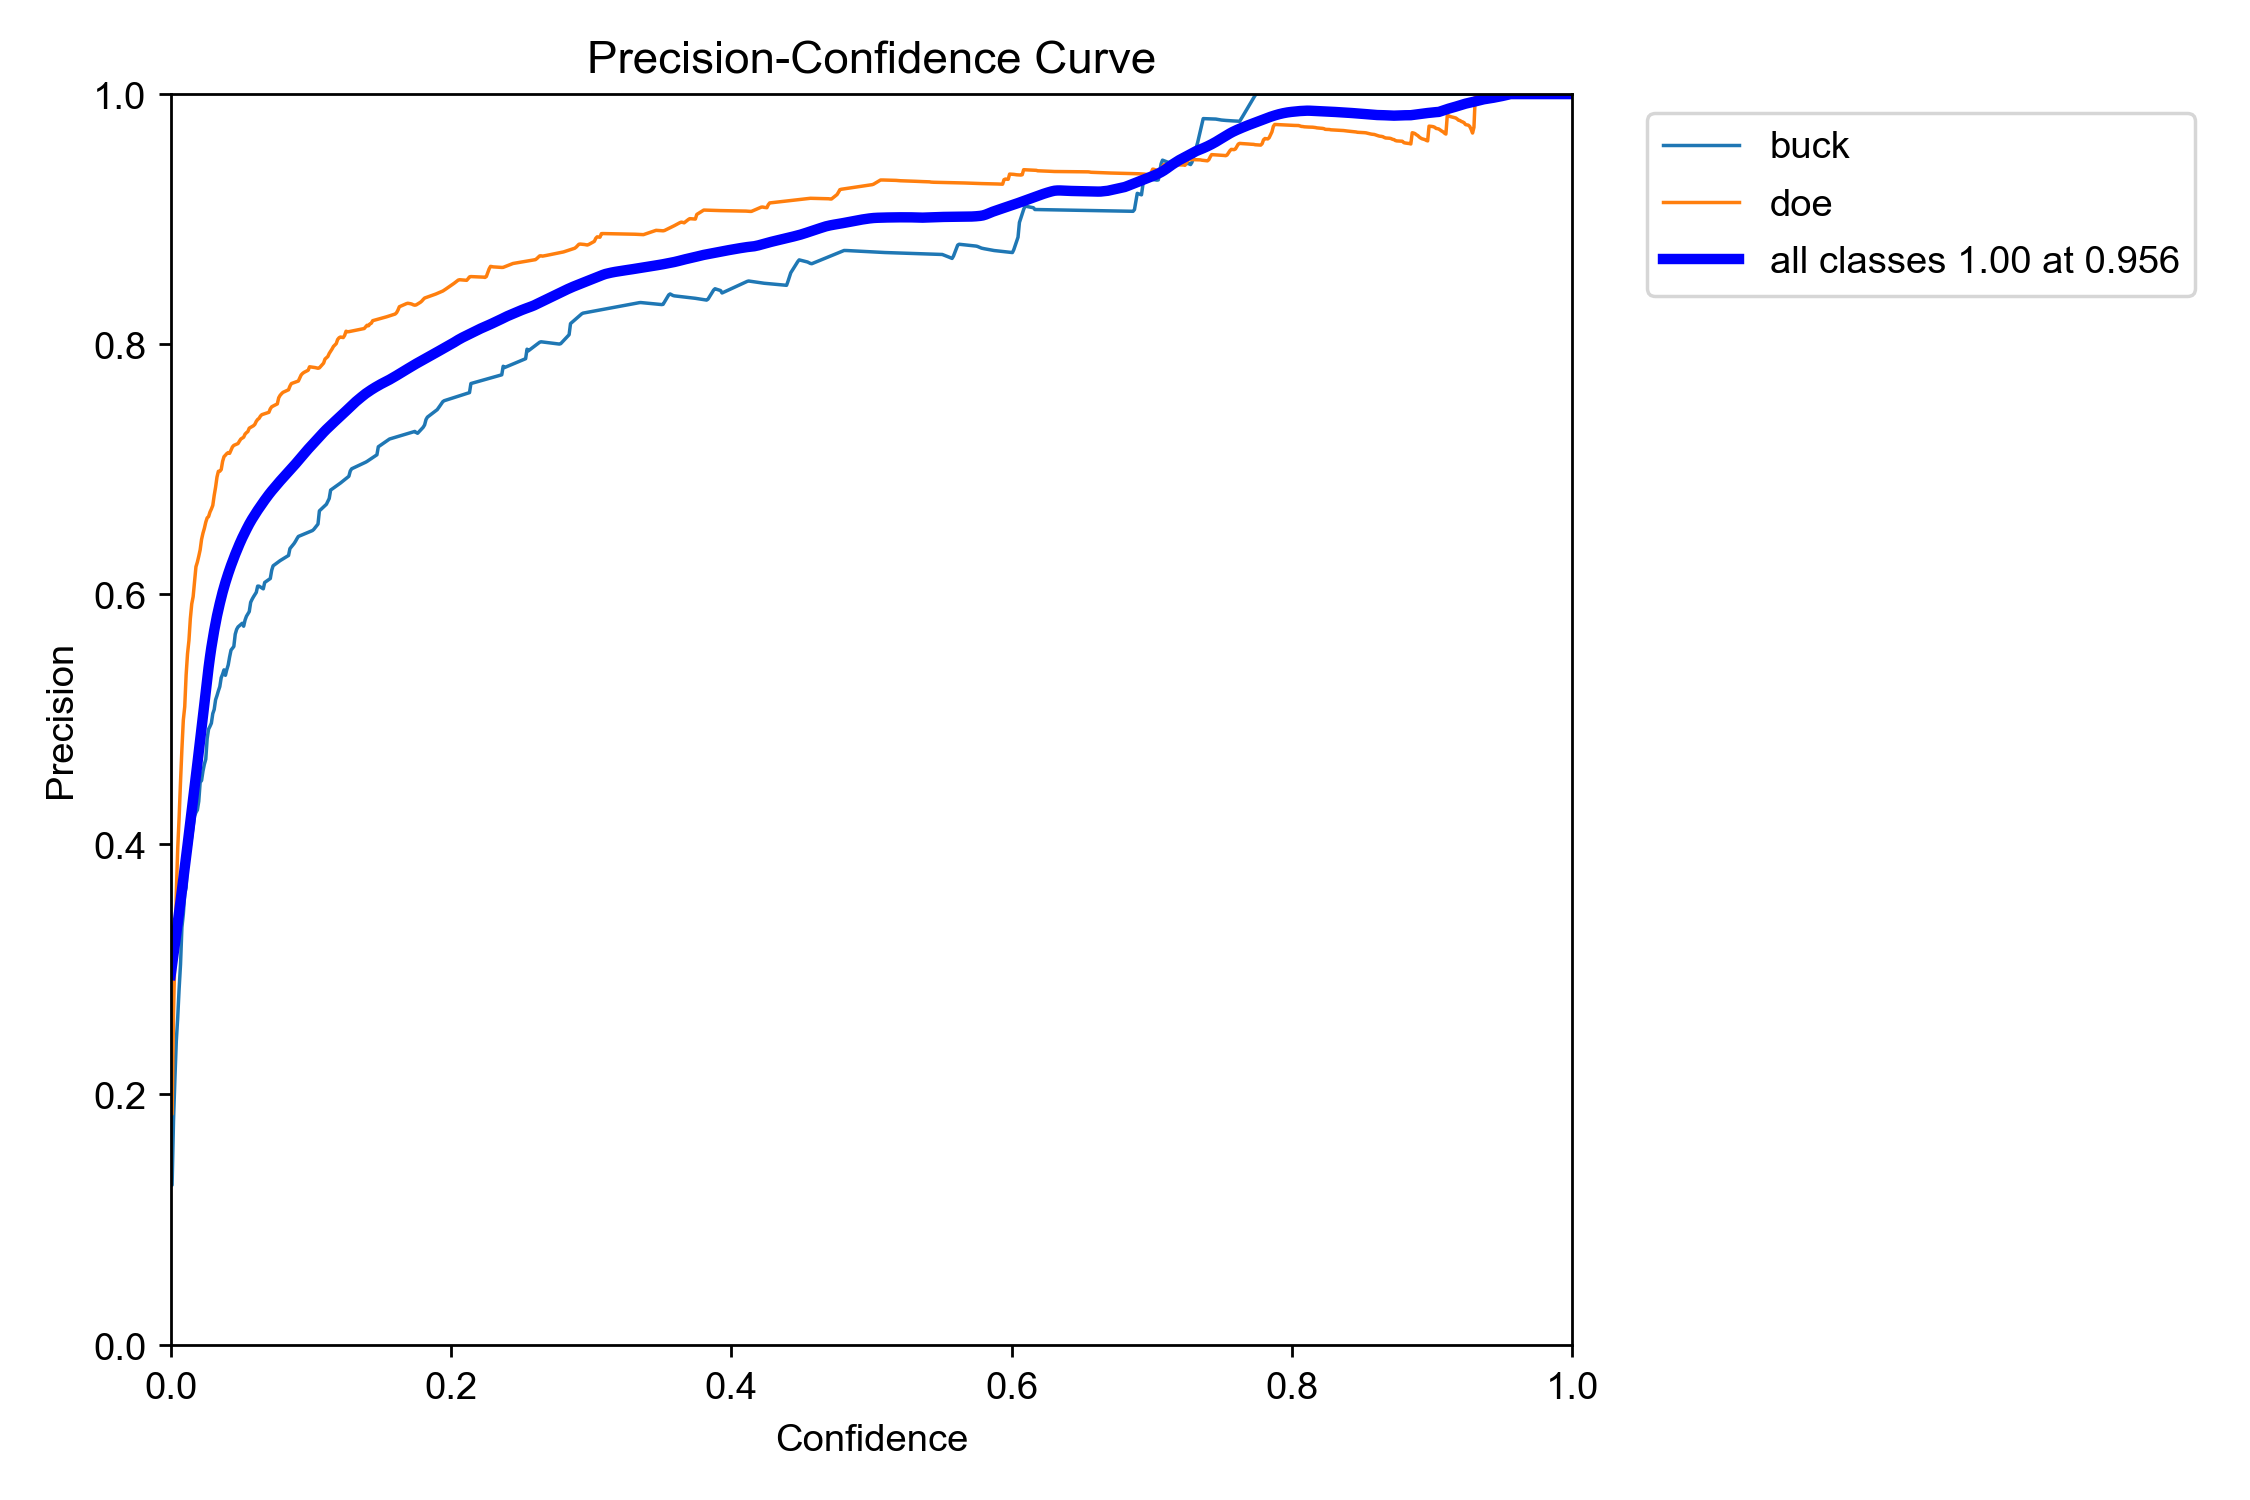 Precision-Confidence Curve
1.0
0.8
0.6
0.4
0.2
0.0
Precision
0.0 0.2 0.4 0.6 0.8 1.0
Confidence
buck
doe
all classes 1.00 at 0.956